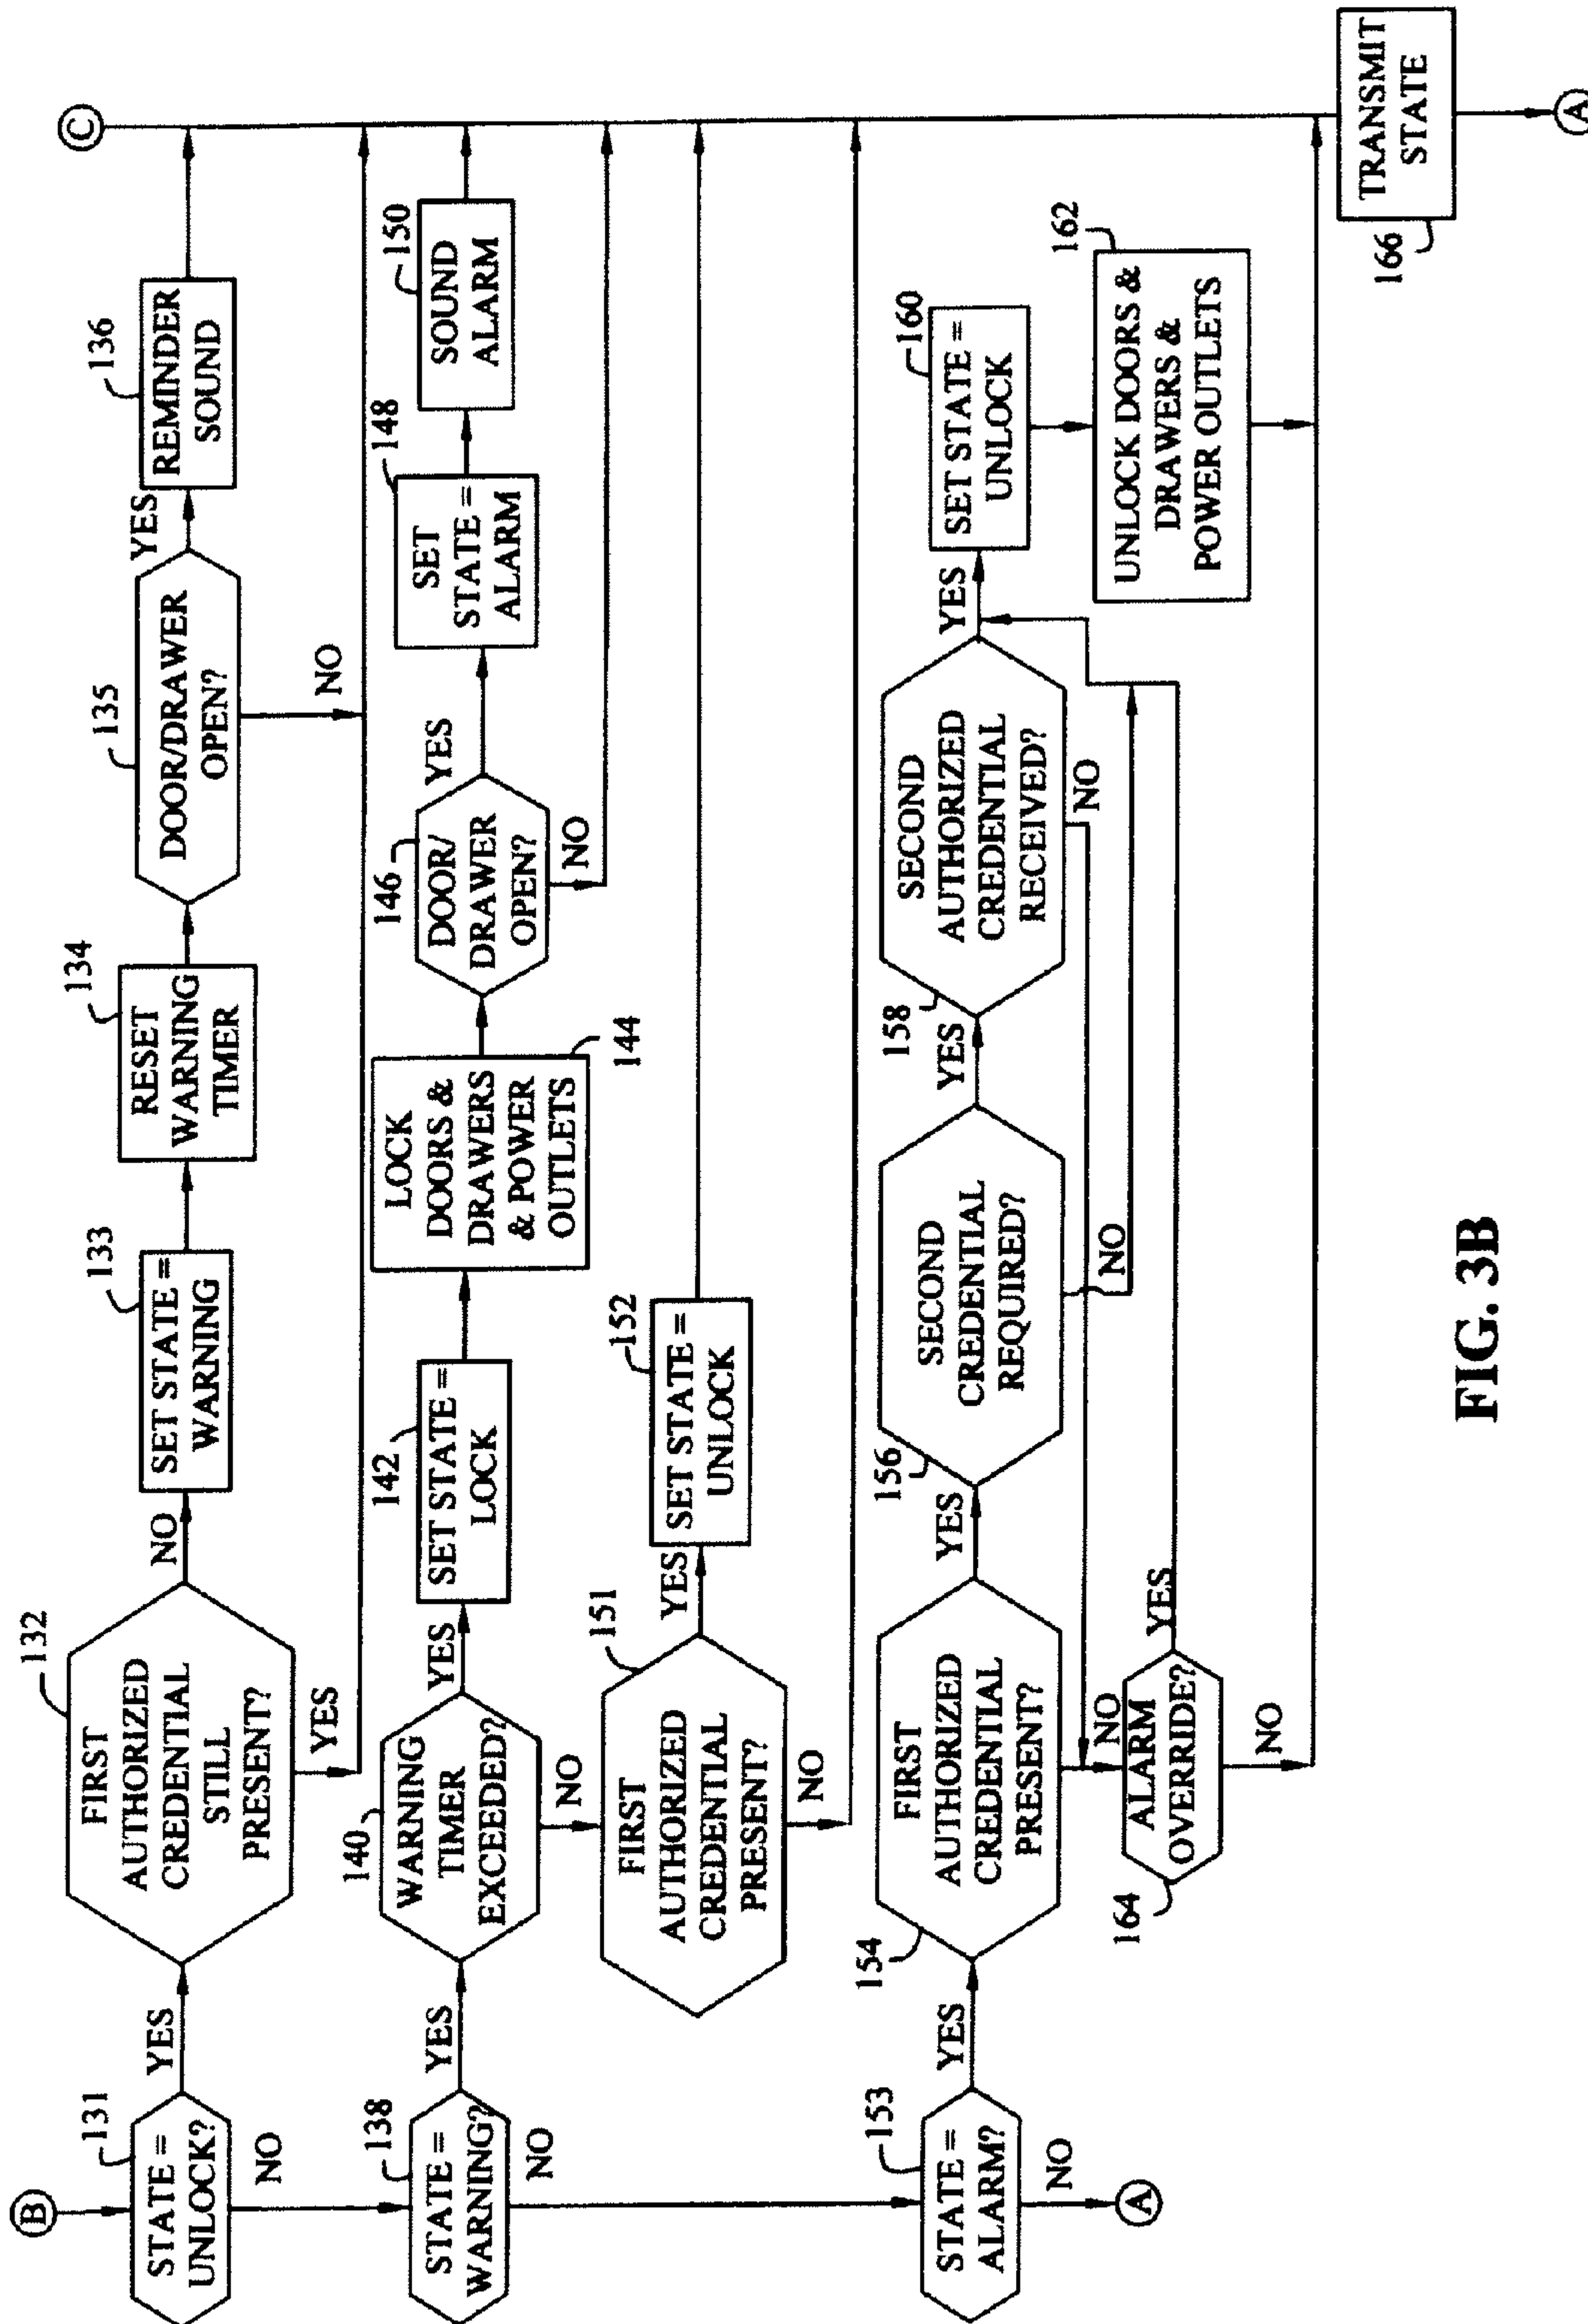 B
131
STATE =
UNLOCK?
YES
NO
132
FIRST
AUTHORIZED
CREDENTIAL
STILL
PRESENT?
NO
YES
133
SET STATE =
WARNING
134
RESET
WARNING
TIMER
135
DOOR/DRAWER
OPEN?
YES
NO
136
REMINDER
SOUND
C
138
STATE =
WARNING?
YES
NO
140
WARNING
TIMER
EXCEEDED?
YES
NO
142
SET STATE =
LOCK
144
LOCK
DOORS &
DRAWERS
& POWER
OUTLETS
146
DOOR/
DRAWER
OPEN?
YES
NO
148
SET
STATE =
ALARM
150
SOUND
ALARM
151
FIRST
AUTHORIZED
CREDENTIAL
PRESENT?
YES
NO
152
SET STATE =
UNLOCK
153
STATE =
ALARM?
YES
NO
A
154
FIRST
AUTHORIZED
CREDENTIAL
PRESENT?
YES
NO
156
SECOND
CREDENTIAL
REQUIRED?
YES
NO
158
SECOND
AUTHORIZED
CREDENTIAL
RECEIVED?
YES
NO
160
SET STATE =
UNLOCK
162
UNLOCK DOORS &
DRAWERS &
POWER OUTLETS
164
ALARM
OVERRIDE?
YES
NO
166
TRANSMIT
STATE
A
FIG. 3B